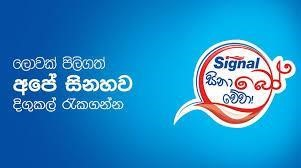 ලොවක් පිලිගත්
අපේ සිනහව
දිගුකල් රැකගන්න
Signal
සිනා
බෝ
වේවා!